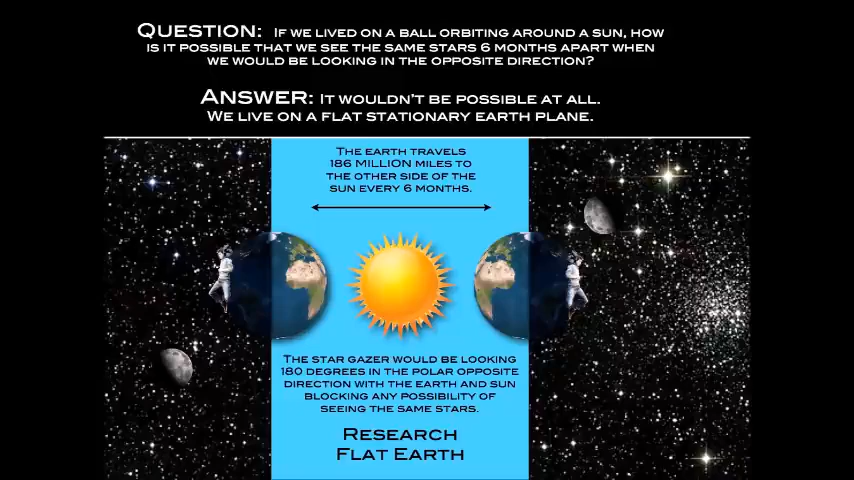 QUESTION: IF WE LIVED ON A BALL ORBITING AROUND A SUN, HOW
IS IT POSSIBLE THAT WE SEE THE SAME STARS 6 MONTHS APART WHEN
WE WOULD BE LOOKING IN THE OPPOSITE DIRECTION?
ANSWER: IT WOULDN'T BE POSSIBLE AT ALL.
WE LIVE ON A FLAT STATIONARY EARTH PLANE.
THE EARTH TRAVELS
186 MILLION MILES TO
THE OTHER SIDE OF THE
SUN EVERY 6 MONTHS.
THE STAR GAZER WOULD BE LOOKING
180 DEGREES IN THE POLAR OPPOSITE
DIRECTION WITH THE EARTH AND SUN
BLOCKING ANY POSSIBILITY OF
SEEING THE SAME STARS.
RESEARCH
FLAT EARTH